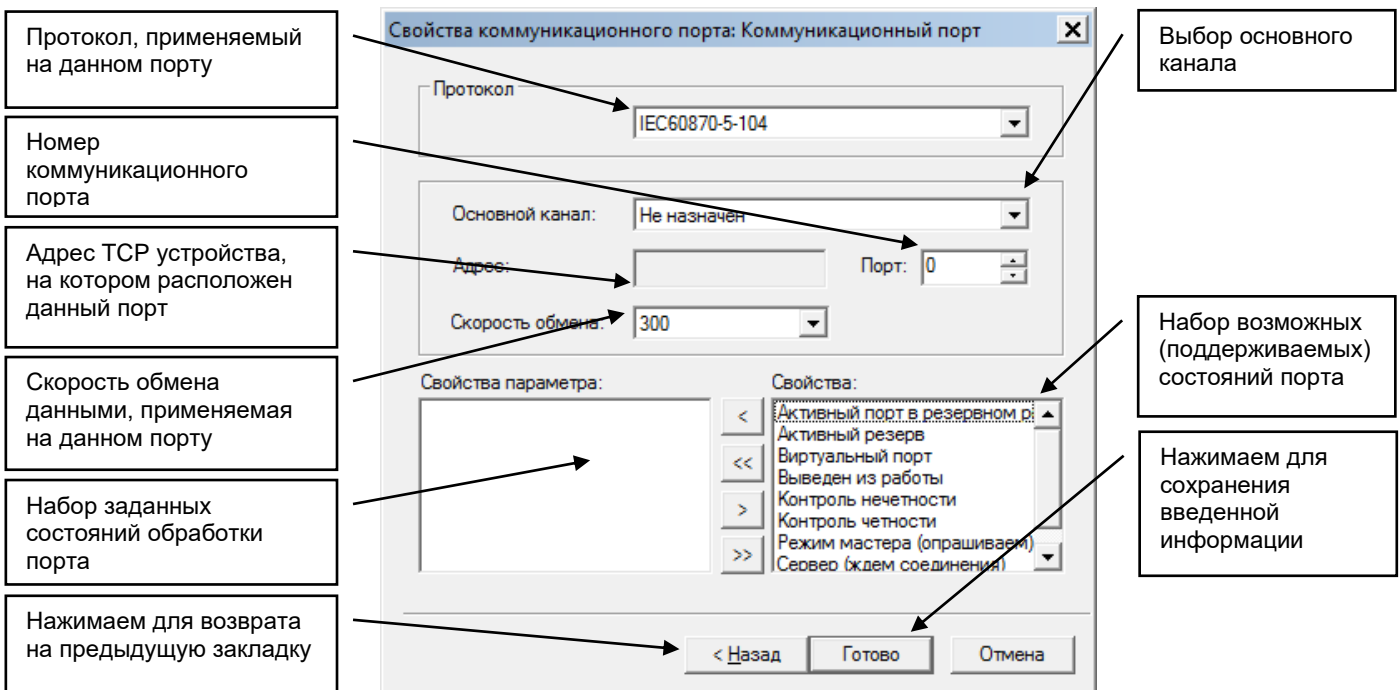 Протокол, применяемый
на данном порту
Номер
коммуникационного
порта
Адрес TCP устройства,
на котором расположен
данный порт
Скорость обмена
данными, применяемая
на данном порту
Набор заданных
состояний обработки
порта
Нажимаем для возврата
на предыдущую закладку
Свойства коммуникационного порта: Коммуникационный порт
Протокол
IEC60870-5-104
Основной канал:
Не назначен
Адрес:
Порт:
0
Скорость обмена:
300
Свойства параметра:
Свойства:
<
<<
>
>>
Активный порт в резервном р
Активный резерв
Виртуальный порт
Выведен из работы
Контроль нечетности
Контроль четности
Режим мастера (опрашиваем)
Сервер (ждем соединения)
< Назад
Готово
Отмена
Выбор основного
канала
Набор возможных
(поддерживаемых)
состояний порта
Нажимаем для
сохранения
введенной
информации